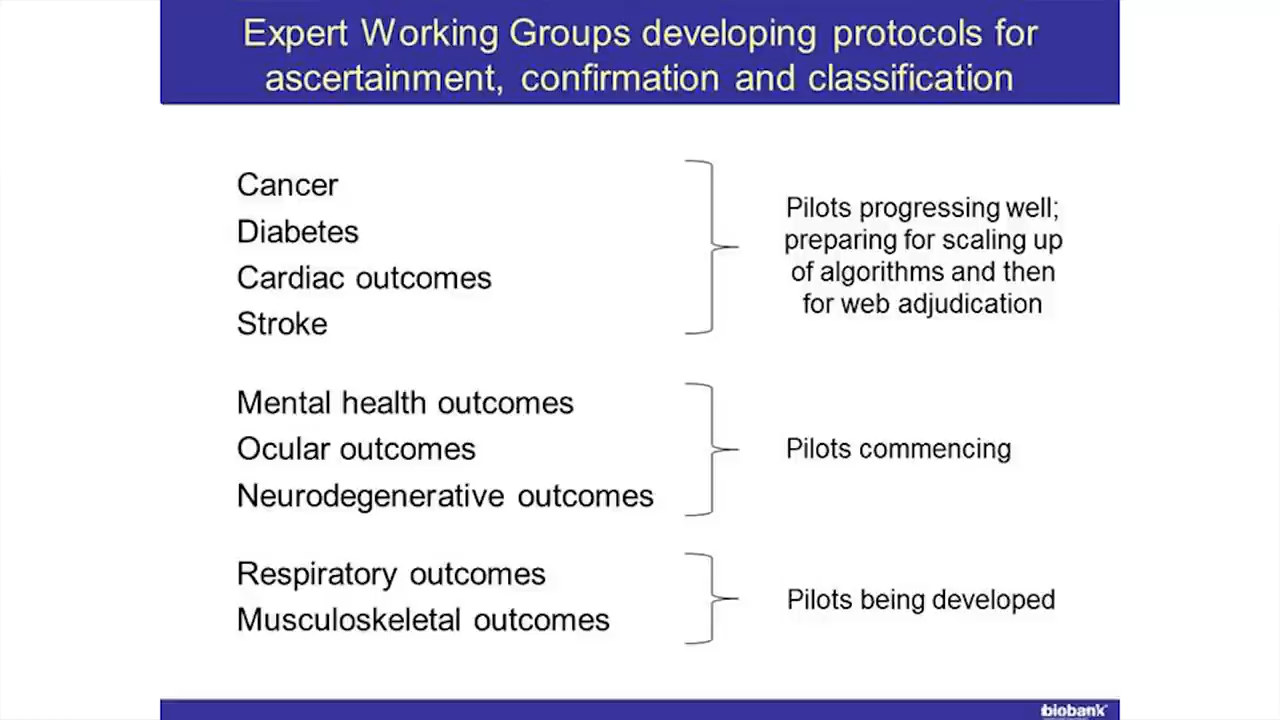 Expert Working Groups developing protocols for
ascertainment, confirmation and classification
Cancer
Diabetes
Cardiac outcomes
Stroke
Pilots progressing well;
preparing for scaling up
of algorithms and then
for web adjudication
Mental health outcomes
Ocular outcomes
Neurodegenerative outcomes
Pilots commencing
Respiratory outcomes
Musculoskeletal outcomes
Pilots being developed
biobank